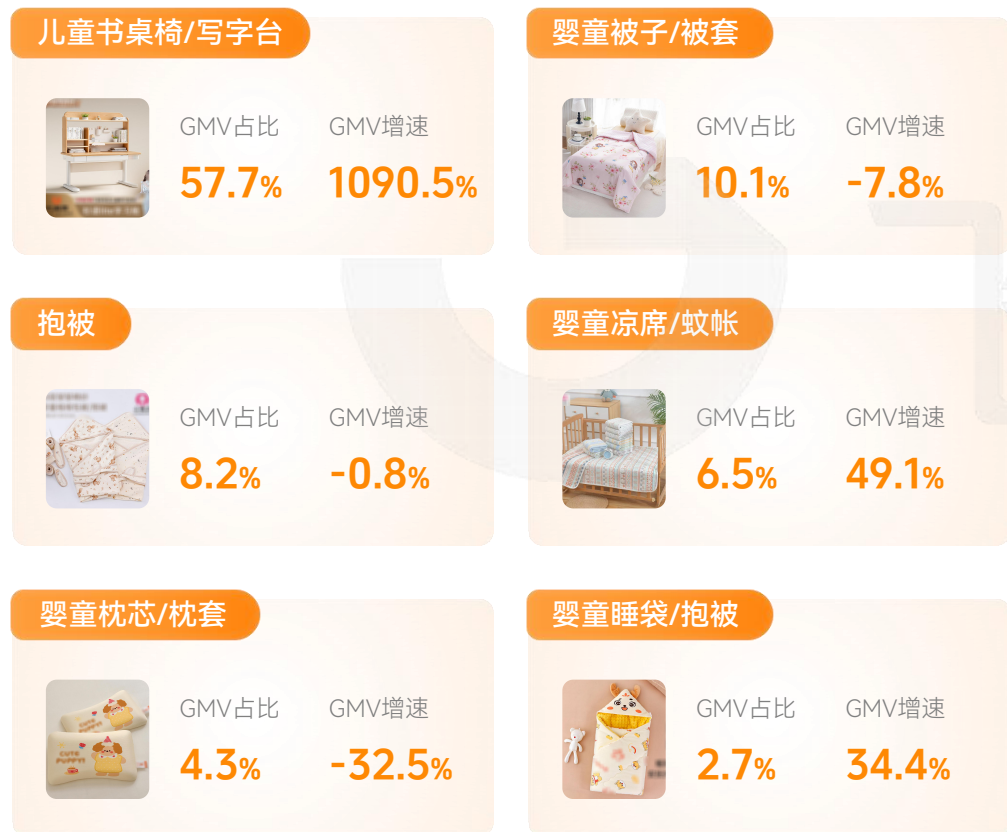 儿童书桌椅/写字台
GMV占比 GMV增速
57.7% 1090.5%
婴童被子/被套
GMV占比 GMV增速
10.1% -7.8%
抱被
GMV占比 GMV增速
8.2% -0.8%
婴童凉席/蚊帐
GMV占比 GMV增速
6.5% 49.1%
婴童枕芯/枕套
CUTE
PUPPY!
GMV占比 GMV增速
4.3% -32.5%
婴童睡袋/抱被
GMV占比 GMV增速
2.7% 34.4%